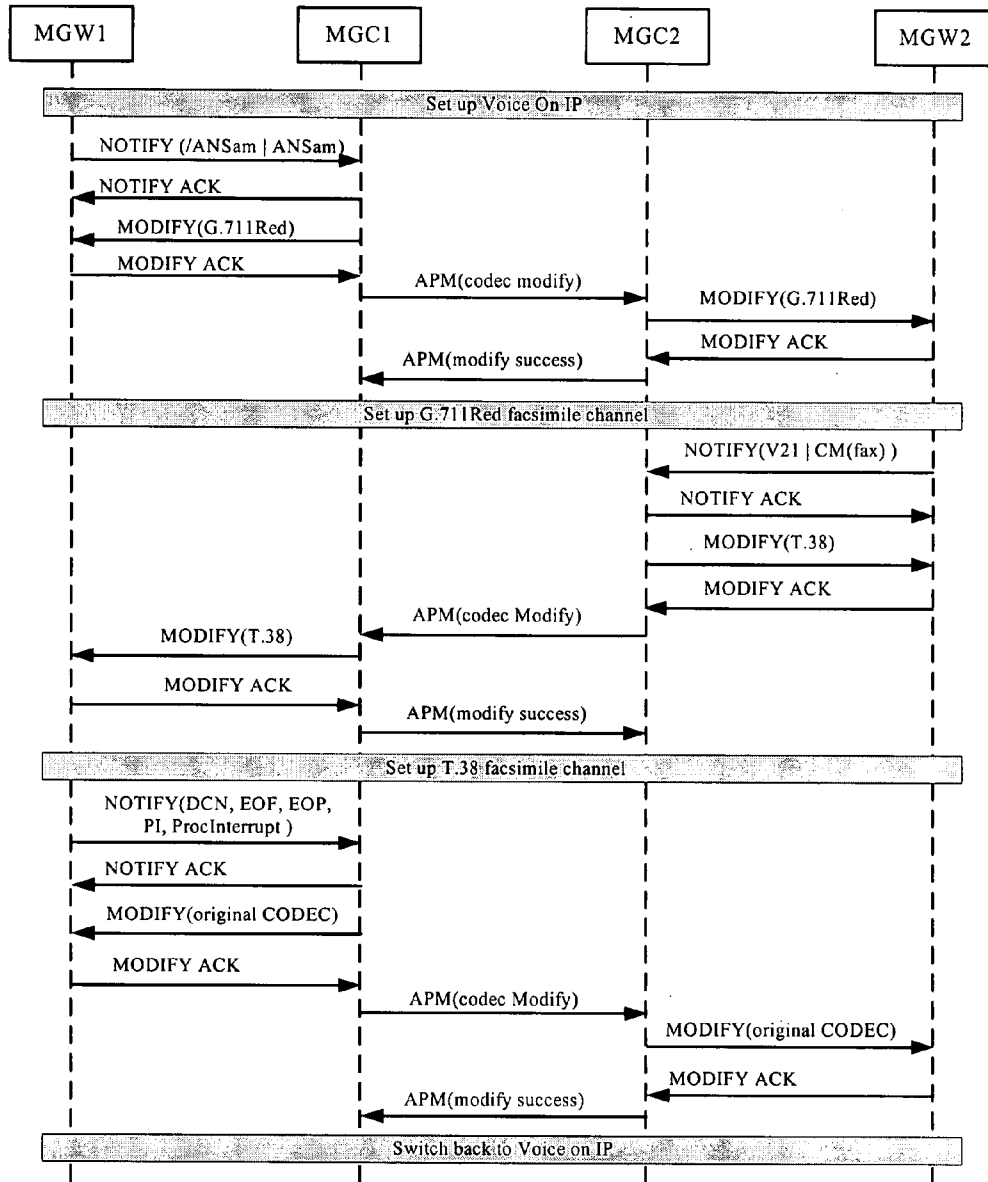 MGW1
MGC1
MGC2
MGW2
Set up Voice On IP
NOTIFY (/ANSam | ANSam)
NOTIFY ACK
MODIFY(G.711Red)
MODIFY ACK
APM(codec modify)
MODIFY(G.711Red)
MODIFY ACK
APM(modify success)
Set up G.711Red facsimile channel
NOTIFY(V21 | CM(fax) )
NOTIFY ACK
MODIFY(T.38)
MODIFY ACK
APM(codec Modify)
MODIFY(T.38)
MODIFY ACK
APM(modify success)
Set up T.38 facsimile channel
NOTIFY(DCN, EOF, EOP,
PI, ProcInterrupt )
NOTIFY ACK
MODIFY(original CODEC)
MODIFY ACK
APM(codec Modify)
MODIFY(original CODEC)
MODIFY ACK
APM(modify success)
Switch back to Voice on IP